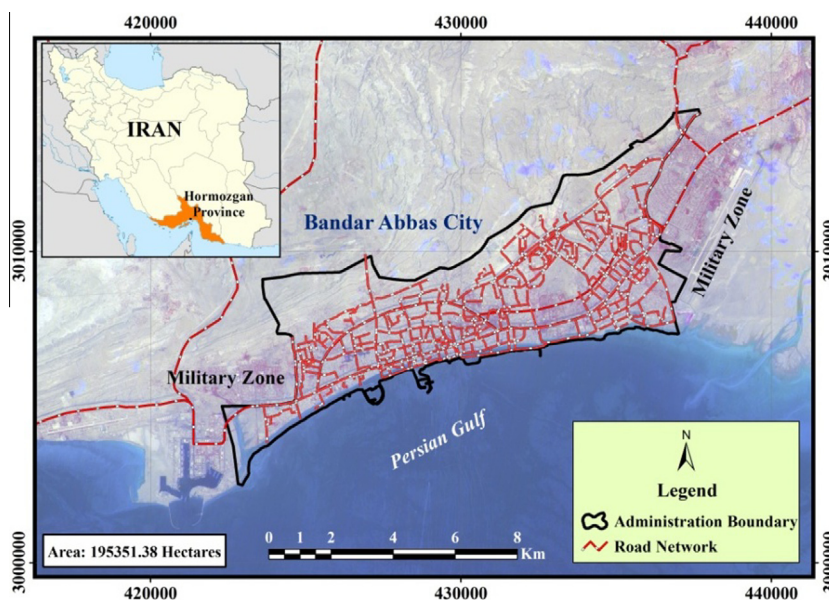 420000
430000
440000
IRAN
Hormozgan
Province
Bandar Abbas City
3010000
3010000
Military Zone
Military Zone
Persian Gulf
N
Legend
Administration Boundary
Road Network
Area: 195351.38 Hectares
0 1 2 4 6 8
Km
3000000
420000
430000
440000